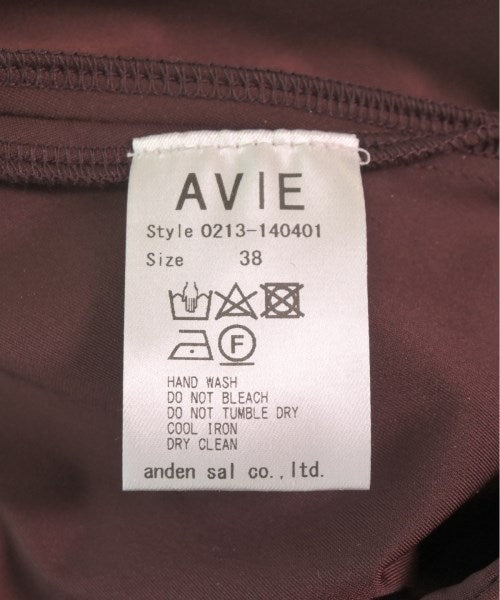 AVIE
Style 0213-140401
Size 38
F
HAND WASH
DO NOT BLEACH
DO NOT TUMBLE DRY
COOL IRON
DRY CLEAN
anden sal co.,ltd.